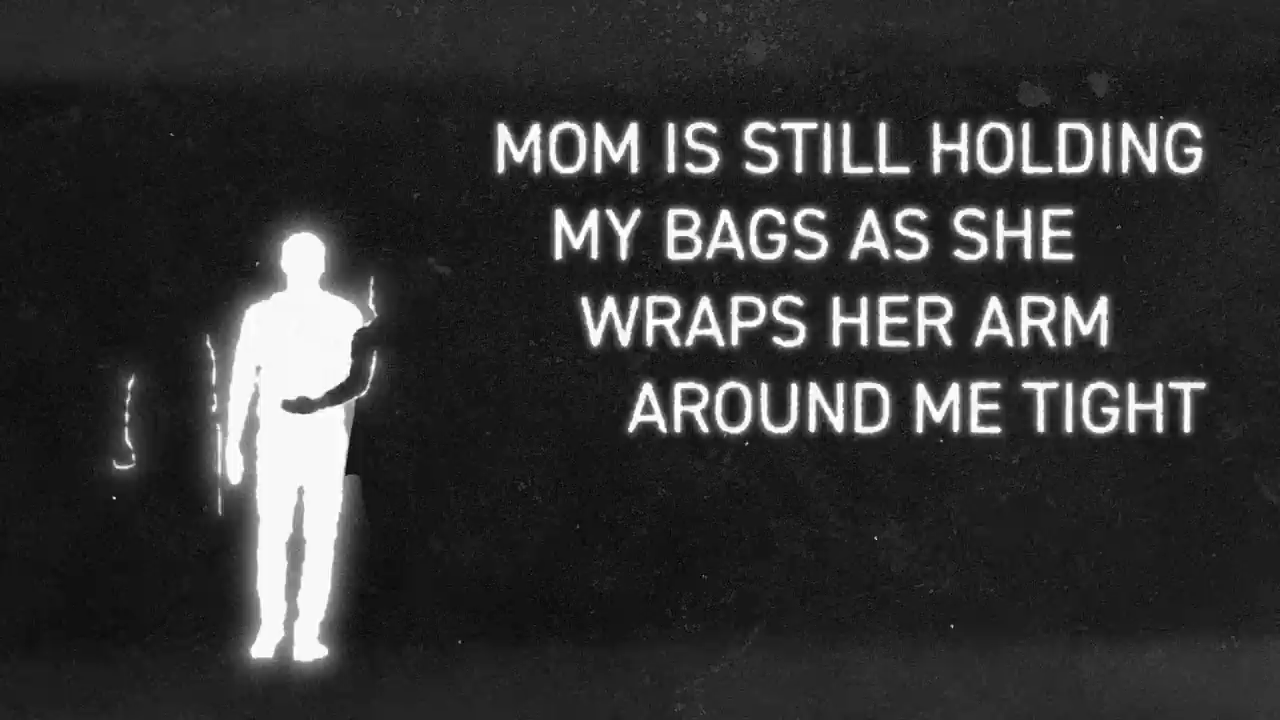 MOM IS STILL HOLDING
MY BAGS AS SHE
WRAPS HER ARM
AROUND ME TIGHT